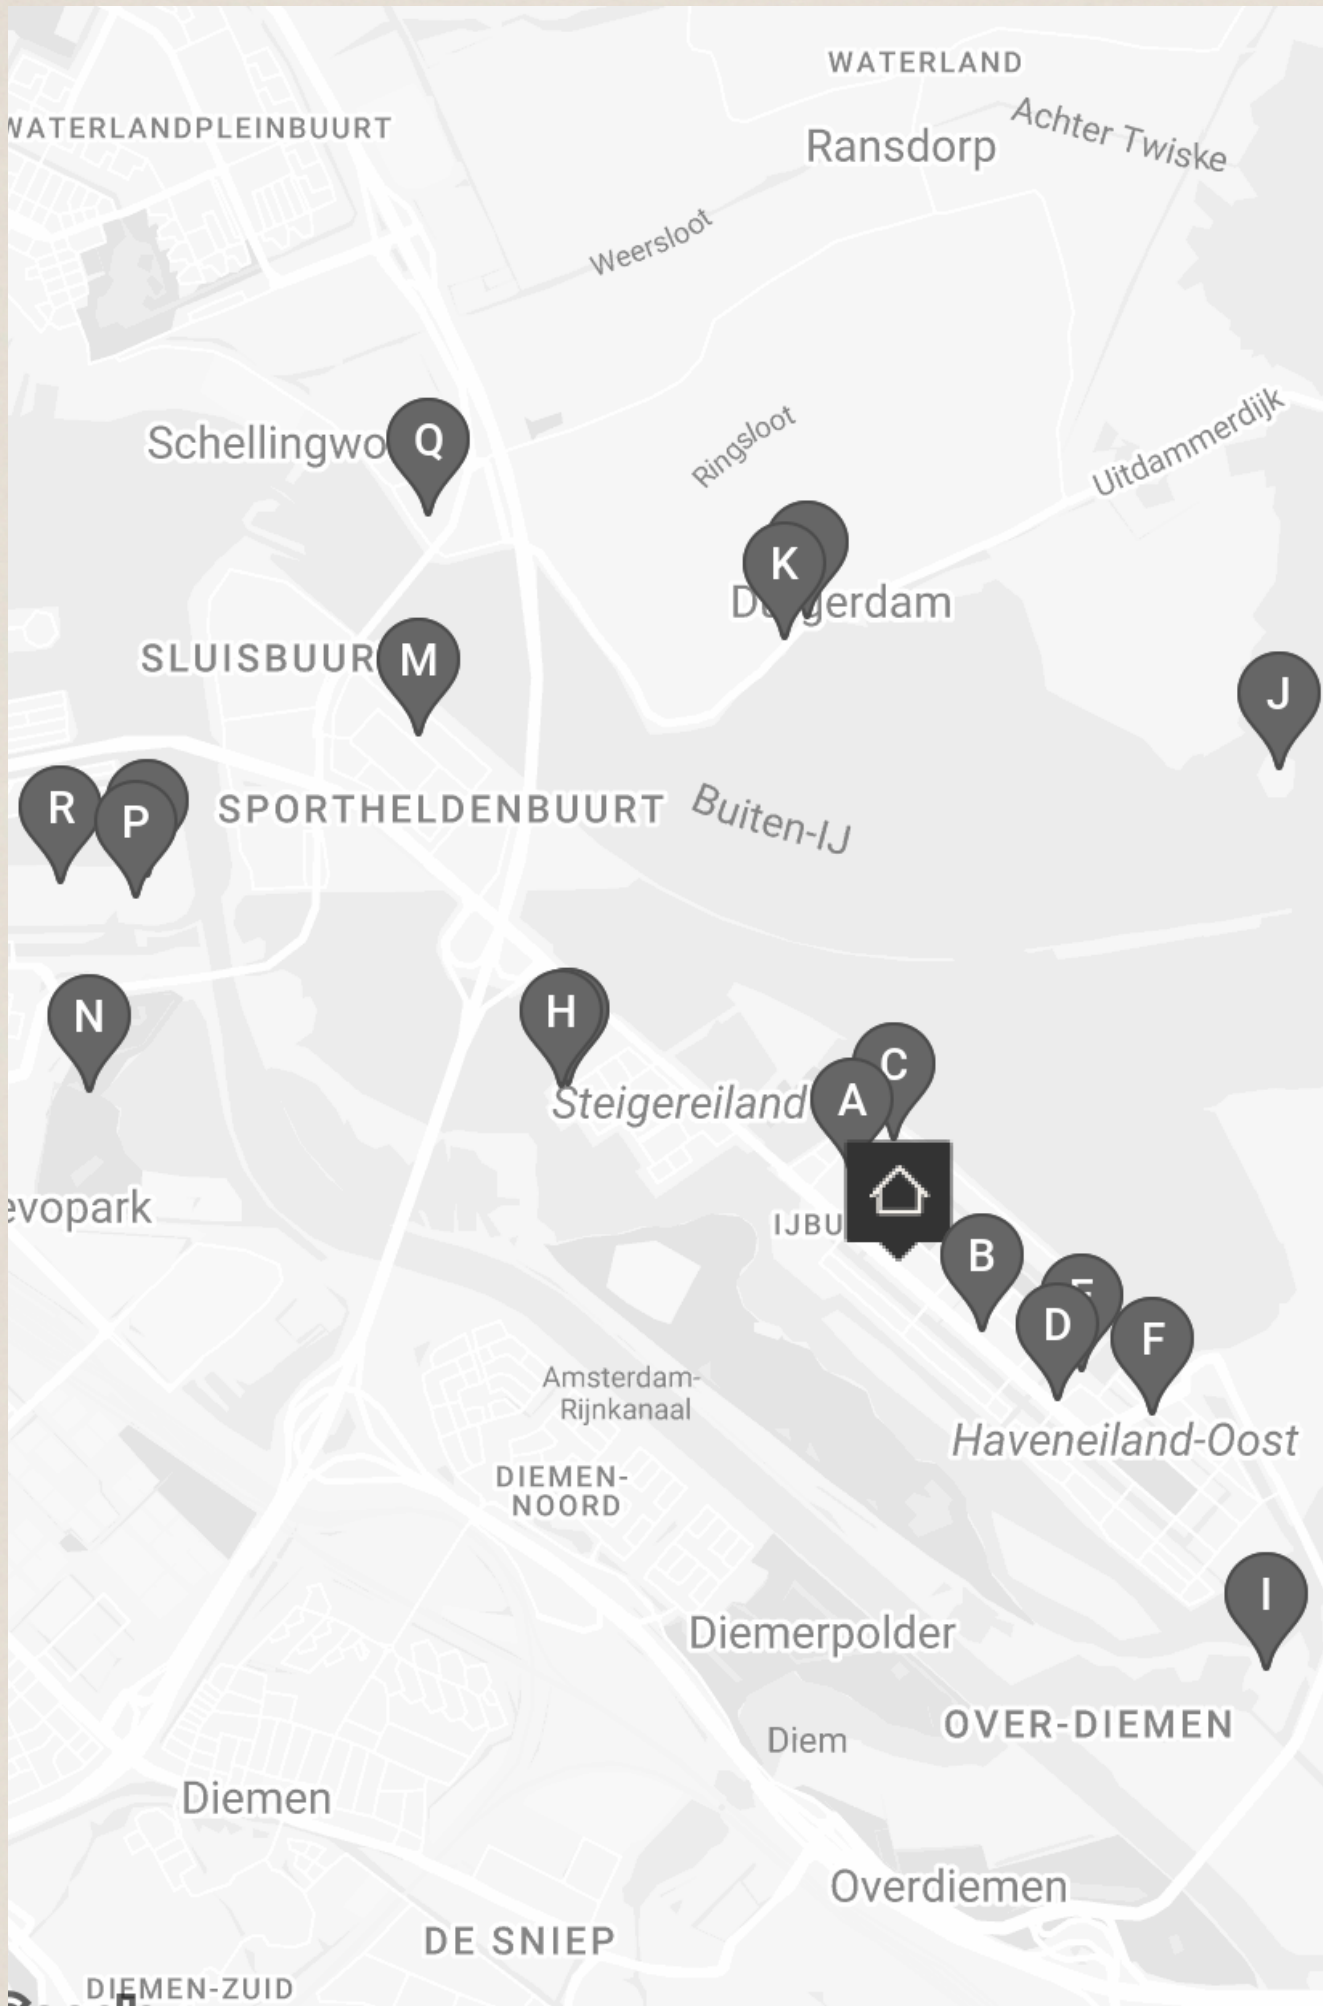 WATERLAND
WATERLANDPLEINBUURT
Achter Twiske
Ransdorp
Weersloot
Uitdammerdijk
Ringsloot
Schellingwo
Q
K
D
gerdam
SLUISBUUR
M
J
R
P
SPORTHELDENBUURT
Buiten-IJ
N
H
C
Steigereiland
A
evopark
IJBU
B
D
F
Amsterdam-
Rijnkanaal
Haveneiland-Oost
DIEMEN-
NOORD
I
Diemerpolder
OVER-DIEMEN
Diem
Diemen
Overdiemen
DE SNIEP
DIEMEN-ZUID